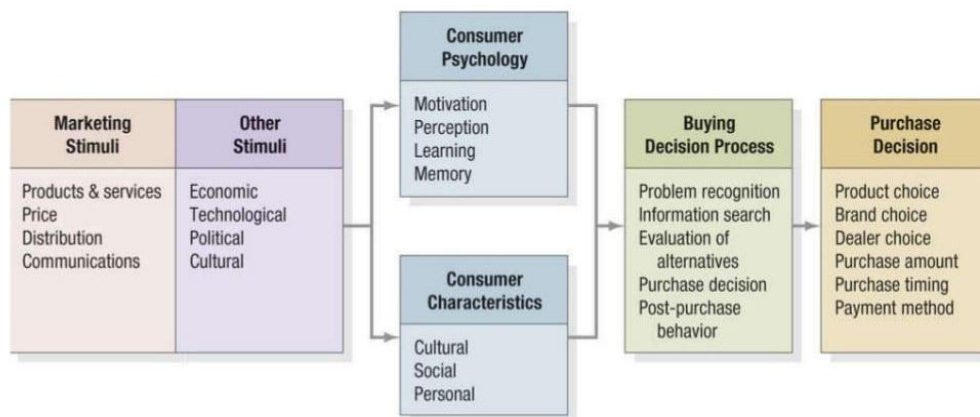 Marketing
Stimuli
Products & services
Price
Distribution
Communications
Other
Stimuli
Economic
Technological
Political
Cultural
Consumer
Psychology
Motivation
Perception
Learning
Memory
Consumer
Characteristics
Cultural
Social
Personal
Buying
Decision Process
Problem recognition
Information search
Evaluation of
alternatives
Purchase decision
Post-purchase
behavior
Purchase
Decision
Product choice
Brand choice
Dealer choice
Purchase amount
Purchase timing
Payment method